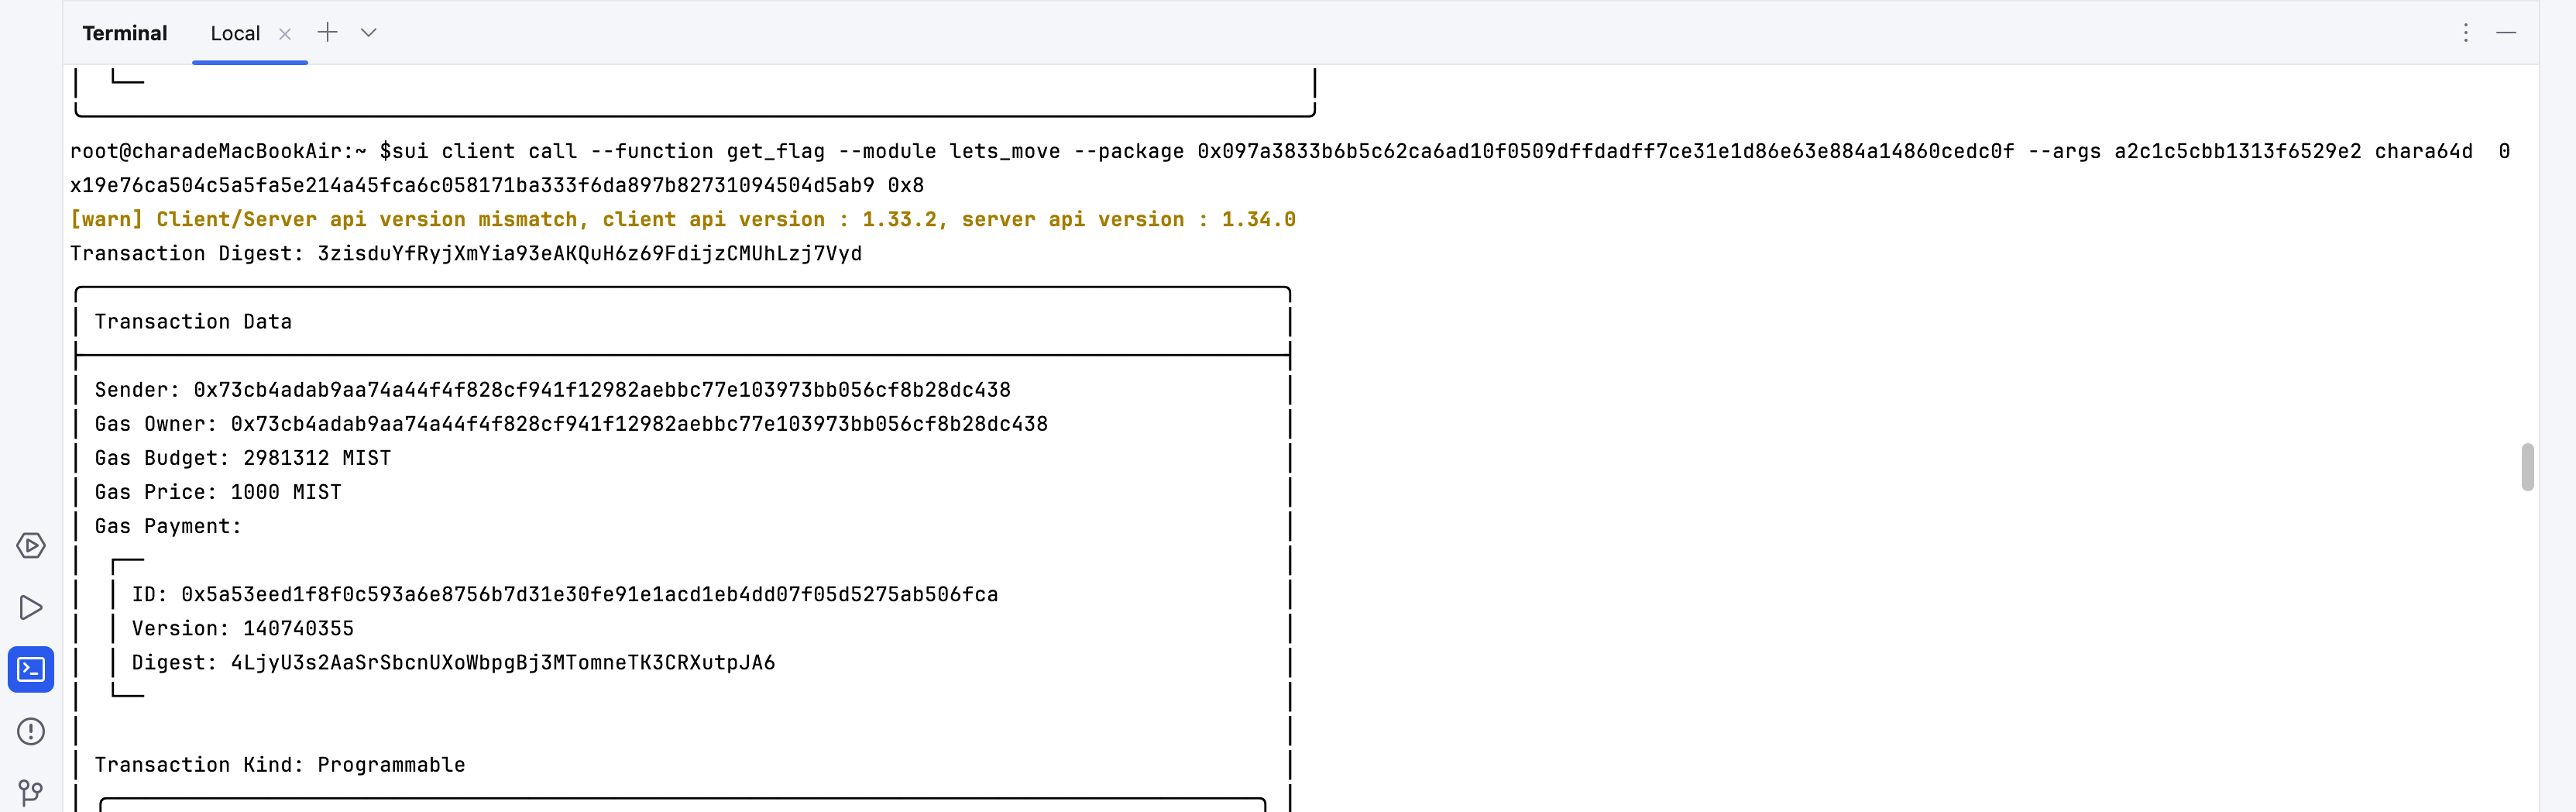 Terminal Local
root@charadeMacBookAir:~ $sui client call --function get_flag --module lets_move --package 0x097a3833b6b5c62ca6ad10f0509dffdadff7ce31e1d86e63e884a14860cedc0f --args a2c1c5cbb1313f6529e2 chara64d  0
x19e76ca504c5a5fa5e214a45fca6c058171ba333f6da897b82731094504d5ab9 0x8
[warn] Client/Server api version mismatch, client api version : 1.33.2, server api version : 1.34.0
Transaction Digest: 3zisduYfRyjXmYia93eAKQuH6z69FdijzCMUhLzj7Vyd
Transaction Data
Sender: 0x73cb4adab9aa74a44f4f828cf941f12982aebbc77e103973bb056cf8b28dc438
Gas Owner: 0x73cb4adab9aa74a44f4f828cf941f12982aebbc77e103973bb056cf8b28dc438
Gas Budget: 2981312 MIST
Gas Price: 1000 MIST
Gas Payment:
ID: 0x5a53eed1f8f0c593a6e8756b7d31e30fe91e1acd1eb4dd07f05d5275ab506fca
Version: 140740355
Digest: 4LjyU3s2AaSrSbcnUXoWbpgBj3MTomneTK3CRXutpJA6
Transaction Kind: Programmable